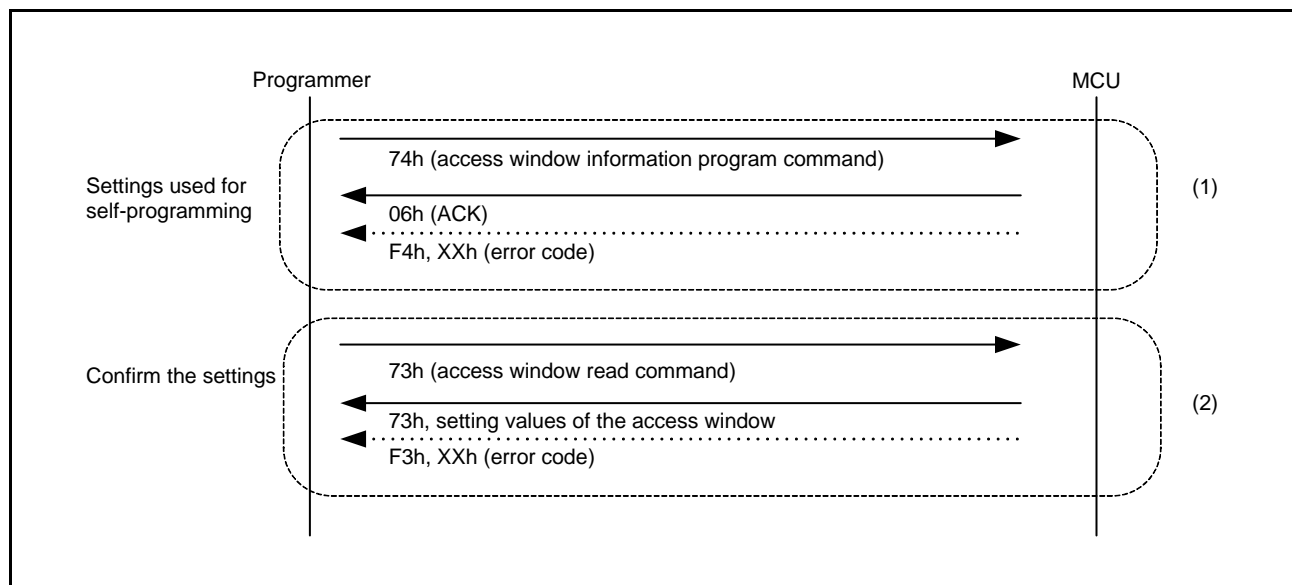 Programmer
MCU
74h (access window information program command)
Settings used for
self-programming
(1)
06h (ACK)
F4h, XXh (error code)
73h (access window read command)
Confirm the settings
(2)
73h, setting values of the access window
F3h, XXh (error code)